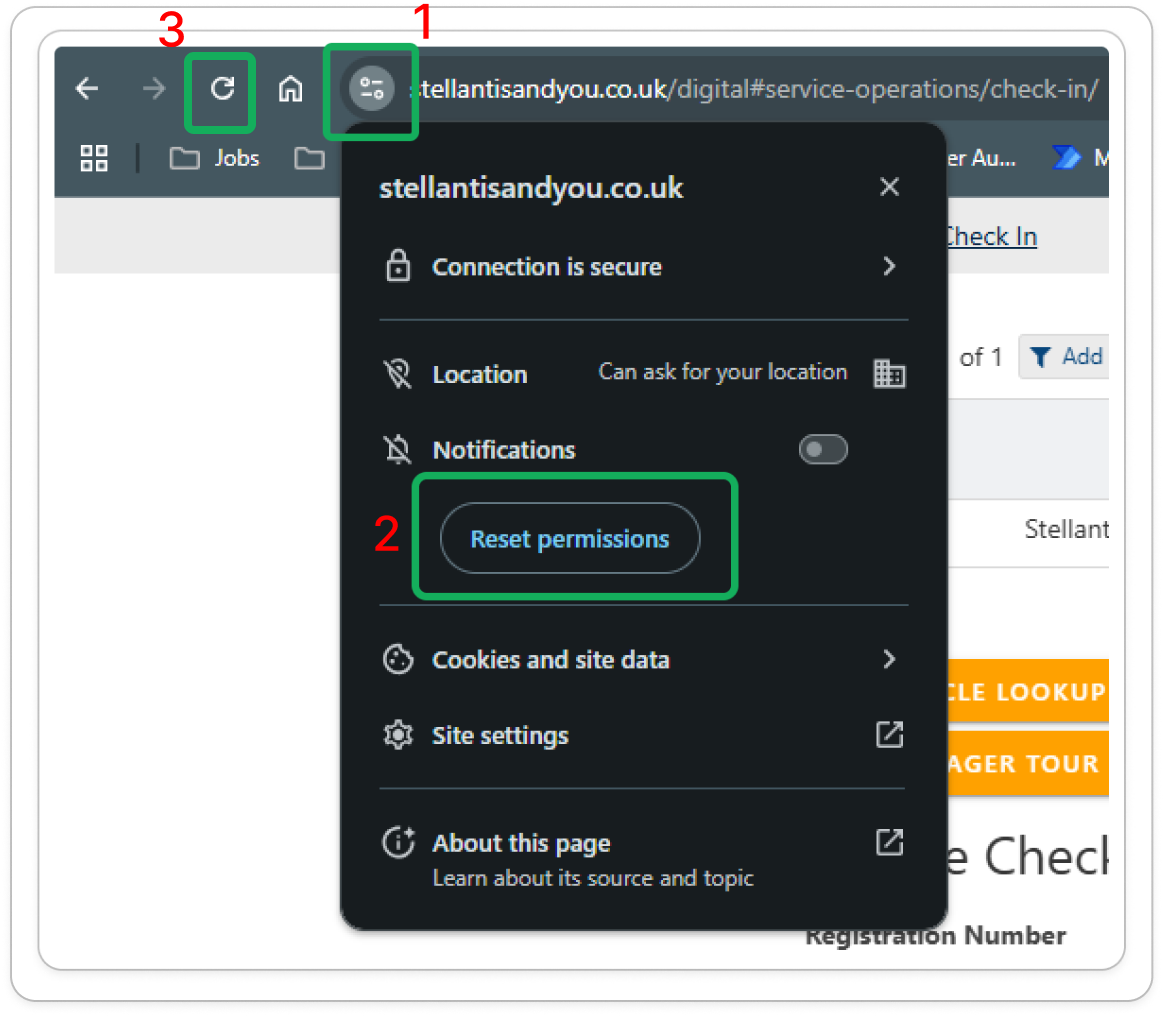 3
1
stellantisandyou.co.uk/digital#service-operations/check-in/
Jobs
er Au...
M
stellantisandyou.co.uk
Check In
Connection is secure
Location
Can ask for your location
of 1
Add
Notifications
2
Reset permissions
Stellant
Cookies and site data
CLE LOOKUP
Site settings
AGER TOUR
About this page
Learn about its source and topic
e Check
Registration Number